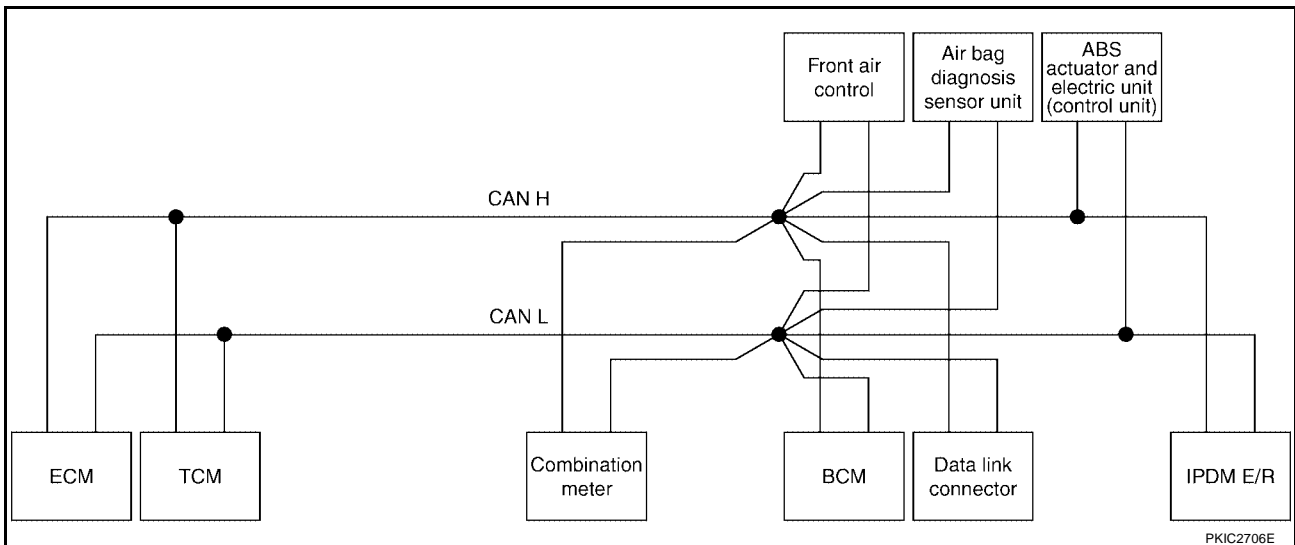 Front air
control
Air bag
diagnosis
sensor unit
ABS
actuator and
electric unit
(control unit)
CAN H
CAN L
ECM
TCM
Combination
meter
BCM
Data link
connector
IPDM E/R
PKIC2706E